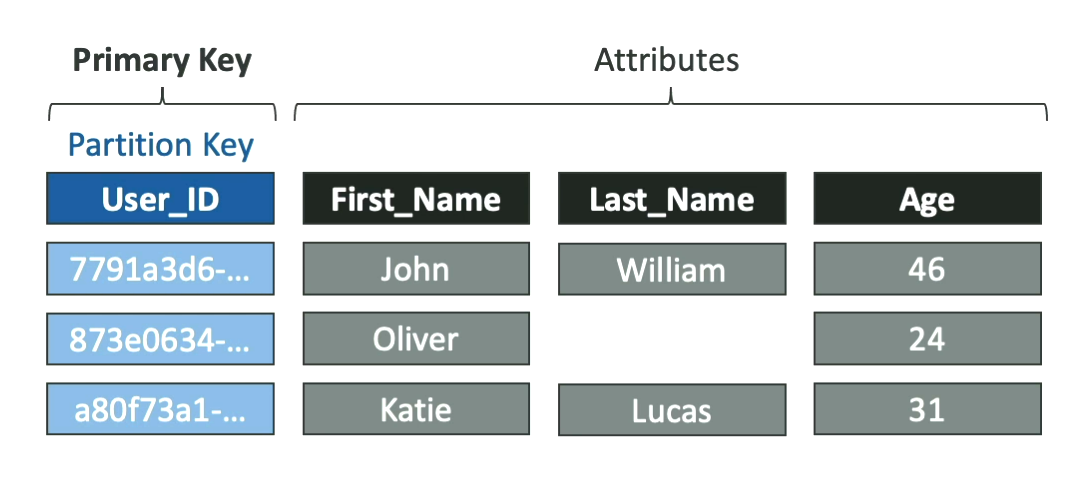 Primary Key Attributes
Partition Key
User_ID First_Name Last_Name Age
7791a3d6-... John William 46
873e0634-... Oliver 24
a80f73a1-... Katie Lucas 31